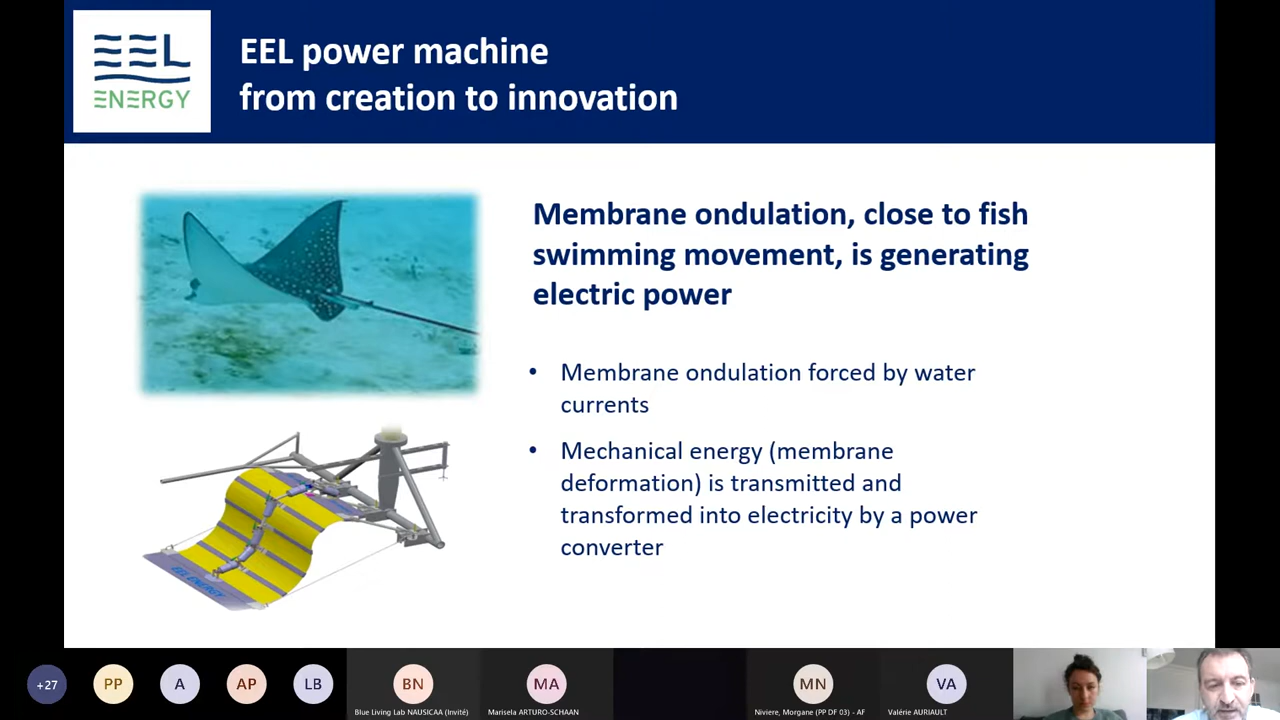 EEL
ENERGY
EEL power machine
from creation to innovation
Membrane ondulation, close to fish
swimming movement, is generating
electric power
• Membrane ondulation forced by water
currents
• Mechanical energy (membrane
deformation) is transmitted and
transformed into electricity by a power
converter
EEL ENERGY
+27
PP
A
AP
LB
BN
MA
MN
VA
Blue Living Lab NAUSICAA (Invité)
Marisela ARTURO-SCHAAN
Niviere, Morgane (PP DF 03) - AF
Valérie AURIAULT